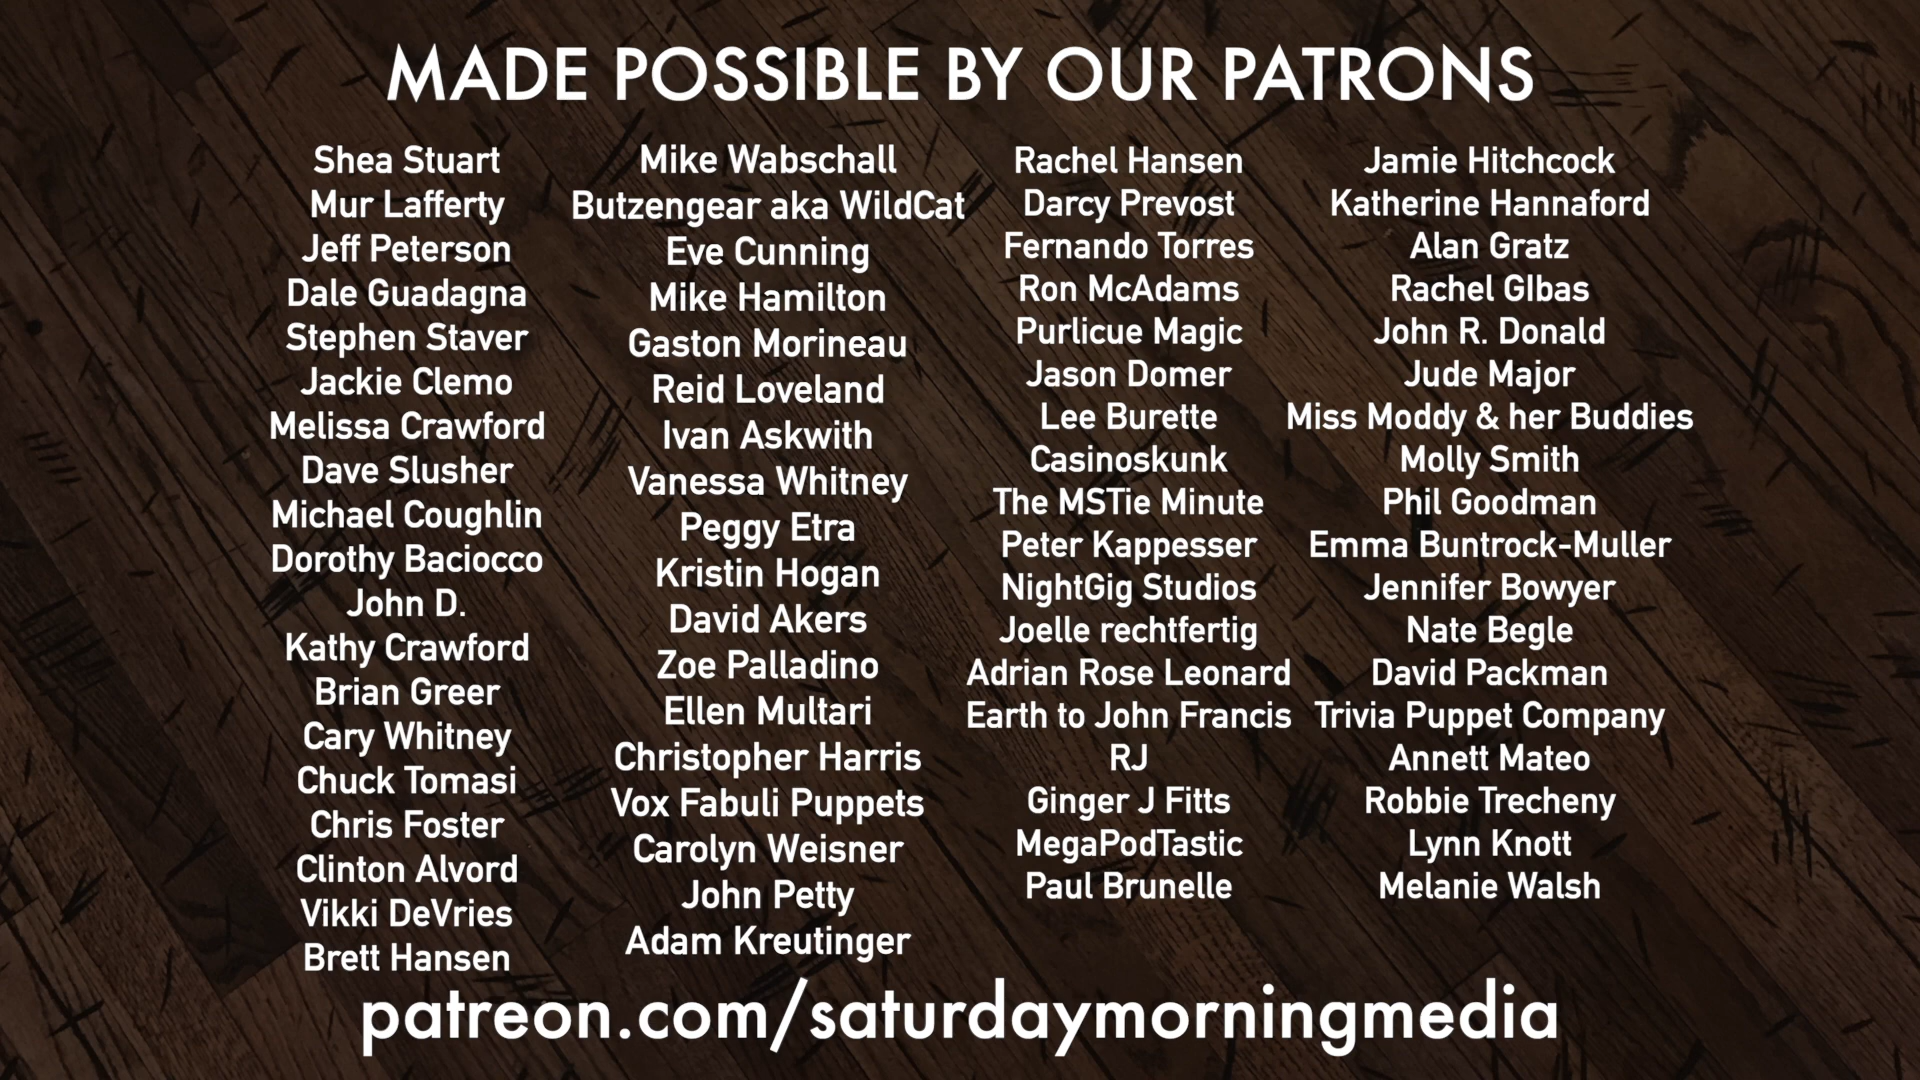 MADE POSSIBLE BY OUR PATRONS
Shea Stuart
Mur Lafferty
Jeff Peterson
Dale Guadagna
Stephen Staver
Jackie Clemo
Melissa Crawford
Dave Slusher
Michael Coughlin
Dorothy Baciocco
John D.
Kathy Crawford
Brian Greer
Cary Whitney
Chuck Tomasi
Chris Foster
Clinton Alvord
Vikki DeVries
Brett Hansen
Mike Wabschall
Butzengear aka WildCat
Eve Cunning
Mike Hamilton
Gaston Morineau
Reid Loveland
Ivan Askwith
Vanessa Whitney
Peggy Etra
Kristin Hogan
David Akers
Zoe Palladino
Ellen Multari
Christopher Harris
Vox Fabuli Puppets
Carolyn Weisner
John Petty
Adam Kreutinger
Rachel Hansen
Darcy Prevost
Fernando Torres
Ron McAdams
Purlicue Magic
Jason Domer
Lee Burette
Casinoskunk
The MSTie Minute
Peter Kappesser
NightGig Studios
Joelle rechtfertig
Adrian Rose Leonard
Earth to John Francis
RJ
Ginger J Fitts
MegaPodTastic
Paul Brunelle
Jamie Hitchcock
Katherine Hannaford
Alan Gratz
Rachel GIbas
John R. Donald
Jude Major
Miss Moddy & her Buddies
Molly Smith
Phil Goodman
Emma Buntrock-Muller
Jennifer Bowyer
Nate Begle
David Packman
Trivia Puppet Company
Annett Mateo
Robbie Trecheny
Lynn Knott
Melanie Walsh
patreon.com/saturdaymorningmedia